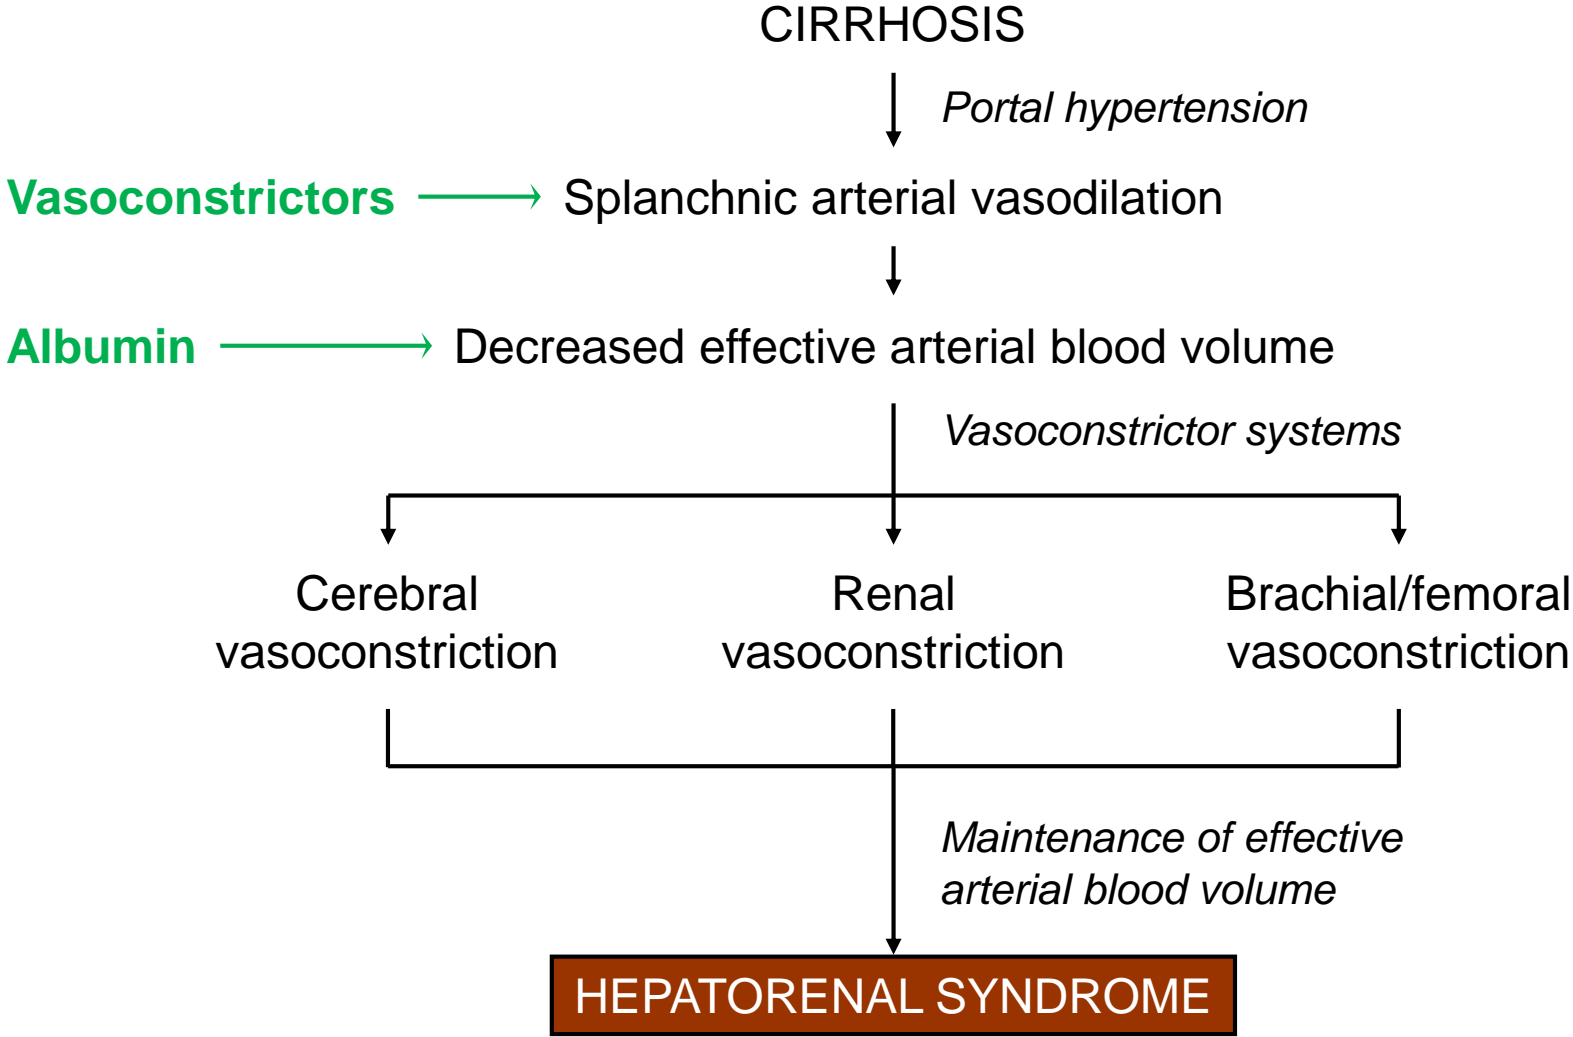 CIRRHOSIS
Portal hypertension
Vasoconstrictors
Splanchnic arterial vasodilation
Albumin
Decreased effective arterial blood volume
Vasoconstrictor systems
Cerebral
vasoconstriction
Renal
vasoconstriction
Brachial/femoral
vasoconstriction
Maintenance of effective
arterial blood volume
HEPATORENAL SYNDROME